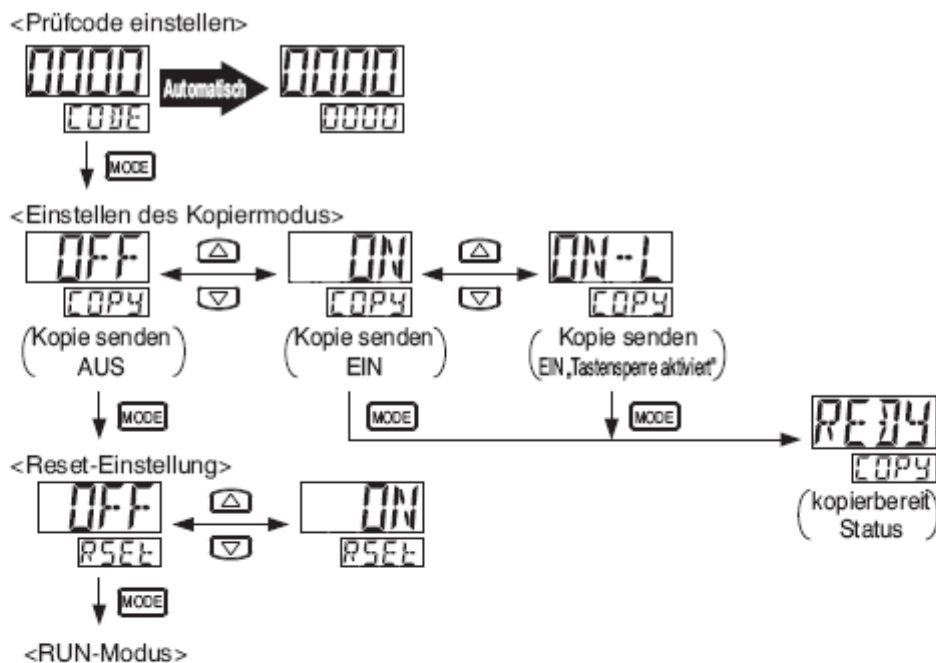 <Prüfcode einstellen>
0000 Automatisch 0000
CODE 0000
MODE
<Einstellen des Kopiermodus>
OFF ON ON--L
COPY COPY COPY
(Kopie senden AUS)
(Kopie senden EIN)
(Kopie senden EIN „Tastensperre aktiviert")
MODE MODE MODE
REDY
COPY
(kopierbereit Status)
<Reset-Einstellung>
OFF ON
RSEt RSEt
MODE
<RUN-Modus>